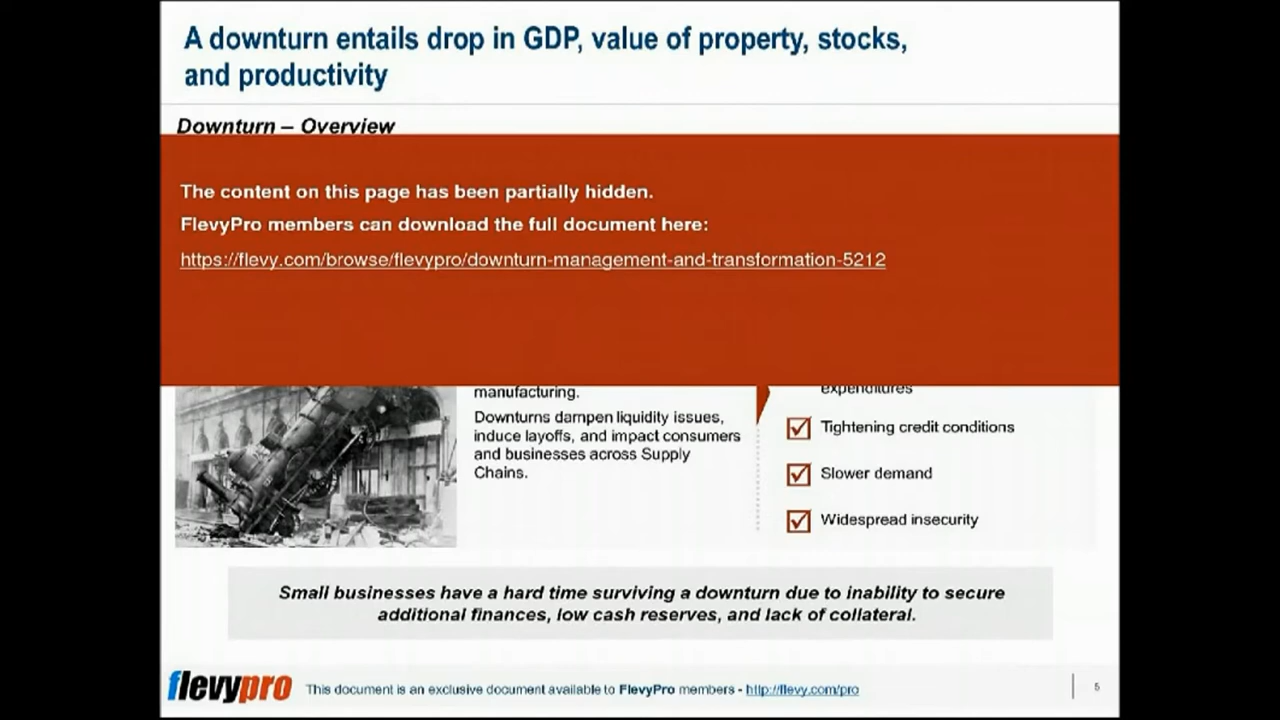 A downturn entails drop in GDP, value of property, stocks,
and productivity
Downturn – Overview
The content on this page has been partially hidden.
FlevyPro members can download the full document here:
https://flevy.com/browse/flevypro/downturn-management-and-transformation-5212
manufacturing.
Downturns dampen liquidity issues,
induce layoffs, and impact consumers
and businesses across Supply
Chains.
expenditures
Tightening credit conditions
Slower demand
Widespread insecurity
Small businesses have a hard time surviving a downturn due to inability to secure
additional finances, low cash reserves, and lack of collateral.
flevypro
This document is an exclusive document available to FlevyPro members - http://flevy.com/pro
5